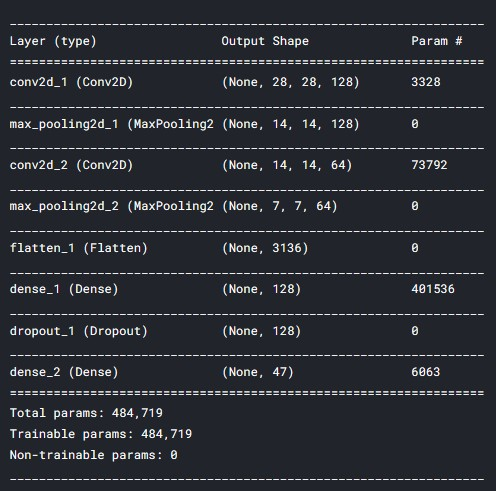 _________________________________________________________________
Layer (type)                 Output Shape              Param #
=================================================================
conv2d_1 (Conv2D)            (None, 28, 28, 128)       3328
_________________________________________________________________
max_pooling2d_1 (MaxPooling2 (None, 14, 14, 128)       0
_________________________________________________________________
conv2d_2 (Conv2D)            (None, 14, 14, 64)        73792
_________________________________________________________________
max_pooling2d_2 (MaxPooling2 (None, 7, 7, 64)          0
_________________________________________________________________
flatten_1 (Flatten)          (None, 3136)              0
_________________________________________________________________
dense_1 (Dense)              (None, 128)               401536
_________________________________________________________________
dropout_1 (Dropout)          (None, 128)               0
_________________________________________________________________
dense_2 (Dense)              (None, 47)                6063
=================================================================
Total params: 484,719
Trainable params: 484,719
Non-trainable params: 0
_________________________________________________________________